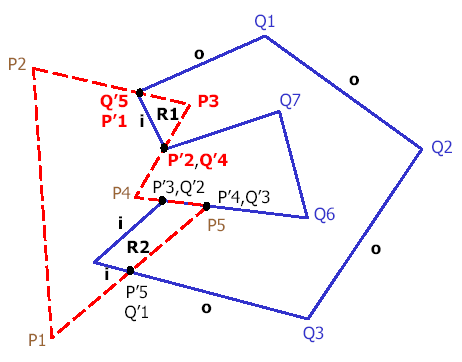 Q1
o
P2
o
Q'5
P'1
P3
R1
i
Q7
Q2
P'2,Q'4
P4
P'3,Q'2
P'4,Q'3
i
P5
Q6
R2
o
i
P'5
Q'1
o
Q3
P1